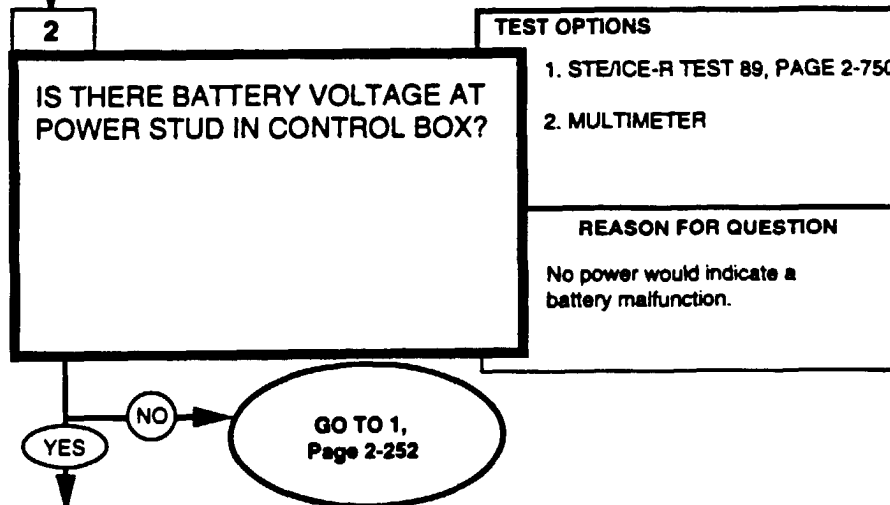 2
IS THERE BATTERY VOLTAGE AT
POWER STUD IN CONTROL BOX?
TEST OPTIONS
1. STE/ICE-R TEST 89, PAGE 2-750
2. MULTIMETER
REASON FOR QUESTION
No power would indicate a
battery malfunction.
NO
GO TO 1,
Page 2-252
YES